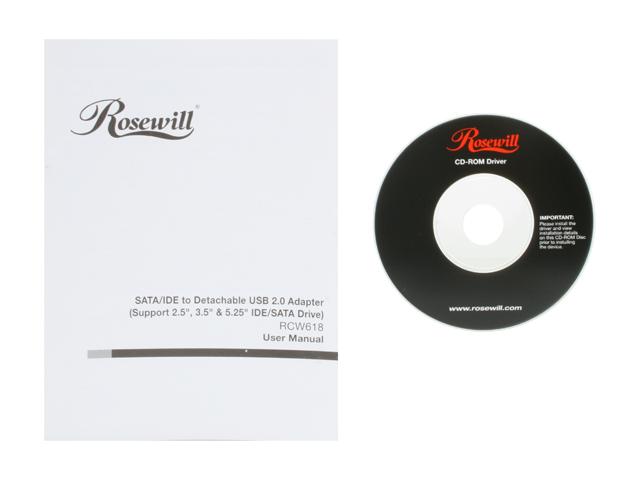 Rosewill®
SATA/IDE to Detachable USB 2.0 Adapter
(Support 2.5", 3.5" & 5.25" IDE/SATA Drive)
RCW618
User Manual
Rosewill
CD-ROM Driver
IMPORTANT:
Please install the
driver and view
installation details
on this CD-ROM Disc
prior to installing
the device.
www.rosewill.com